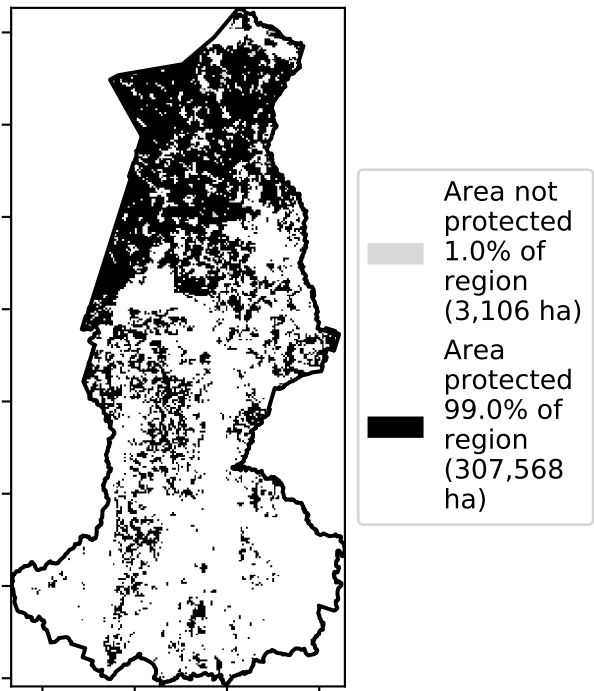 Area not
protected
1.0% of
region
(3,106 ha)
Area
protected
99.0% of
region
(307,568
ha)